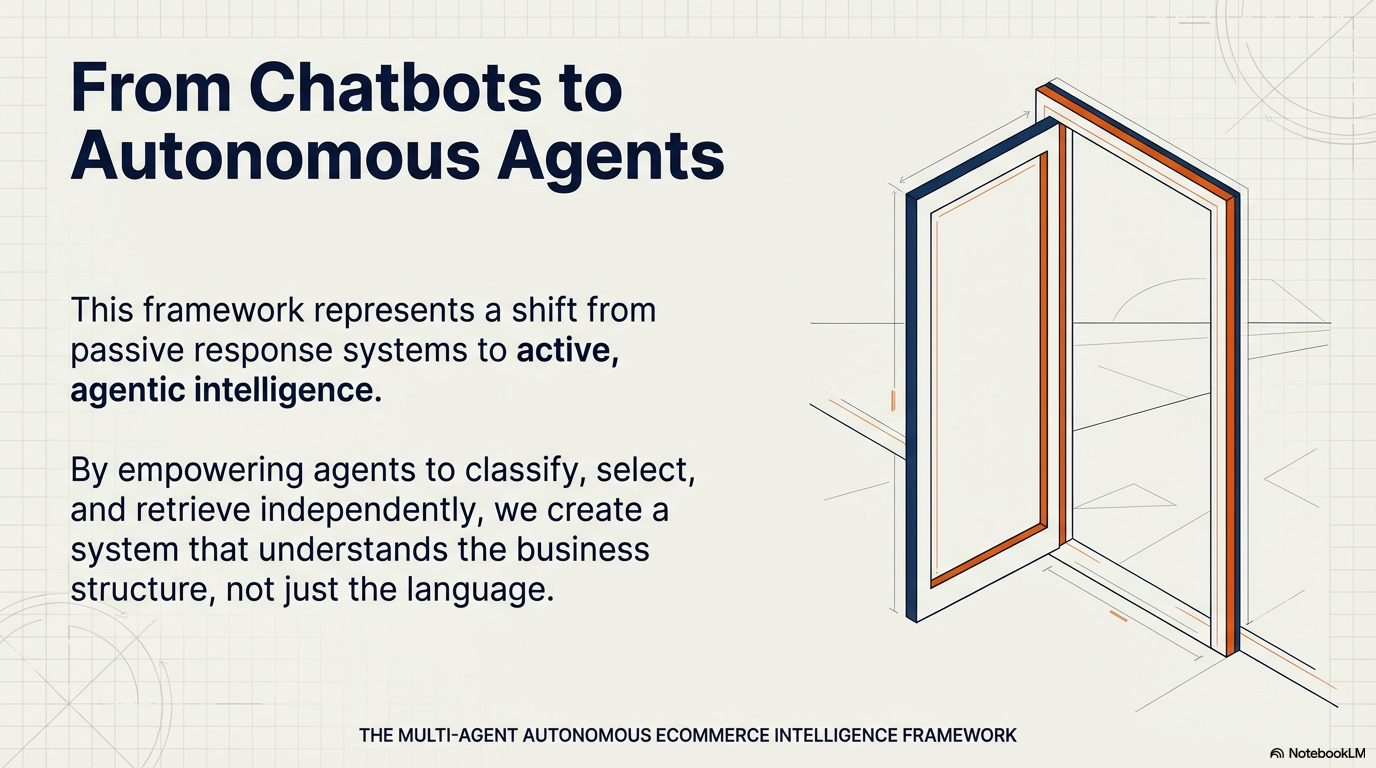 From Chatbots to
Autonomous Agents
This framework represents a shift from
passive response systems to active,
agentic intelligence.
By empowering agents to classify, select,
and retrieve independently, we create a
system that understands the business
structure, not just the language.
THE MULTI-AGENT AUTONOMOUS ECOMMERCE INTELLIGENCE FRAMEWORK
NotebookLM